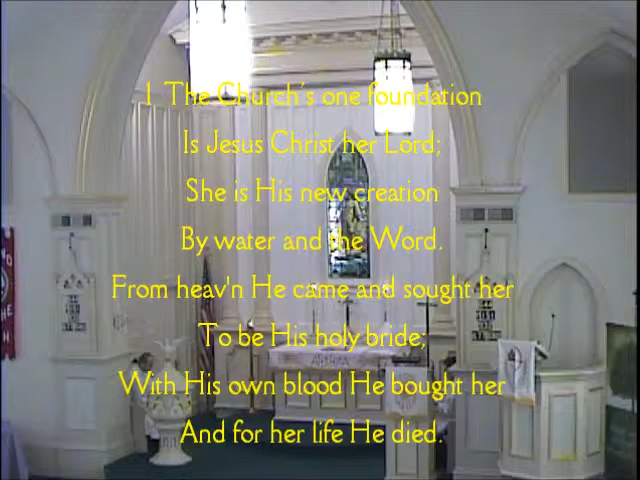 1 The Church's one foundation
Is Jesus Christ her Lord;
She is His new creation
By water and the Word.
From heav'n He came and sought her
To be His holy bride;
With His own blood He bought her
And for her life He died.